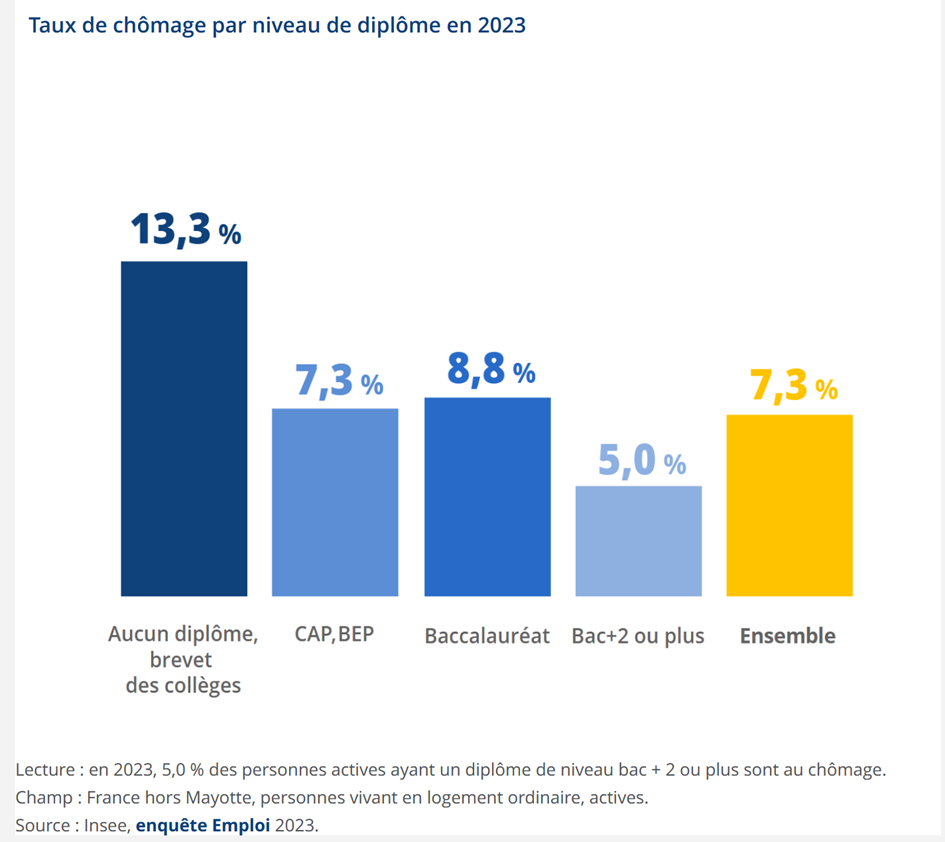 Taux de chômage par niveau de diplôme en 2023
13,3 %
7,3 %
8,8 %
5,0 %
7,3 %
Aucun diplôme,
brevet
des collèges
CAP,BEP
Baccalauréat
Bac+2 ou plus
Ensemble
Lecture : en 2023, 5,0 % des personnes actives ayant un diplôme de niveau bac + 2 ou plus sont au chômage.
Champ : France hors Mayotte, personnes vivant en logement ordinaire, actives.
Source : Insee, enquête Emploi 2023.